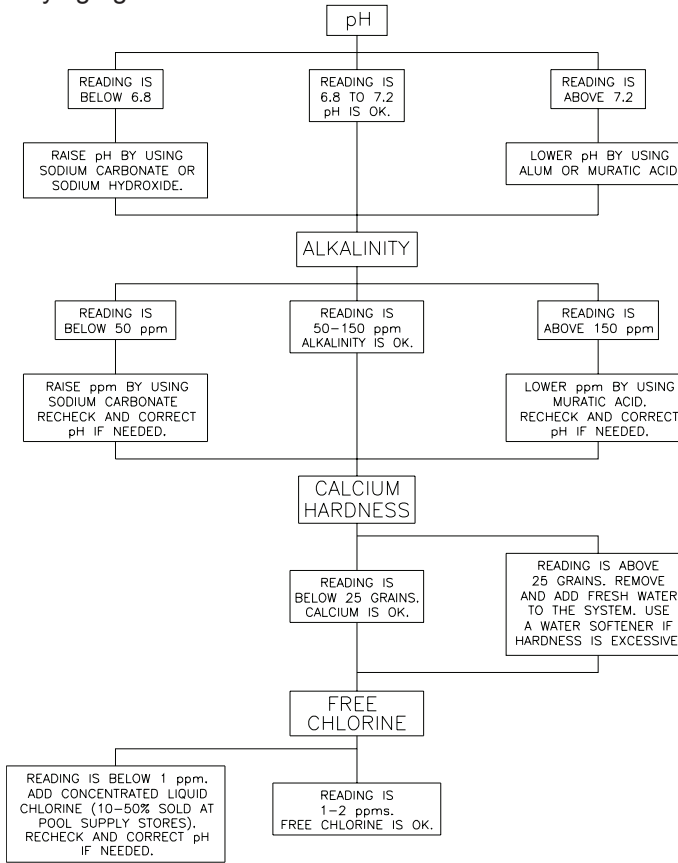 pH
READING IS
BELOW 6.8
READING IS
6.8 TO 7.2
pH IS OK.
READING IS
ABOVE 7.2
RAISE pH BY USING
SODIUM CARBONATE OR
SODIUM HYDROXIDE.
LOWER pH BY USING
ALUM OR MURATIC ACID
ALKALINITY
READING IS
BELOW 50 ppm
READING IS
50-150 ppm
ALKALINITY IS OK.
READING IS
ABOVE 150 ppm
RAISE ppm BY USING
SODIUM CARBONATE
RECHECK AND CORRECT
pH IF NEEDED.
LOWER ppm BY USING
MURATIC ACID.
RECHECK AND CORRECT
pH IF NEEDED.
CALCIUM
HARDNESS
READING IS
BELOW 25 GRAINS.
CALCIUM IS OK.
READING IS ABOVE
25 GRAINS. REMOVE
AND ADD FRESH WATER
TO THE SYSTEM. USE
A WATER SOFTENER IF
HARDNESS IS EXCESSIVE
FREE
CHLORINE
READING IS BELOW 1 ppm.
ADD CONCENTRATED LIQUID
CHLORINE (10-50% SOLD AT
POOL SUPPLY STORES).
RECHECK AND CORRECT pH
IF NEEDED.
READING IS
1-2 ppms.
FREE CHLORINE IS OK.